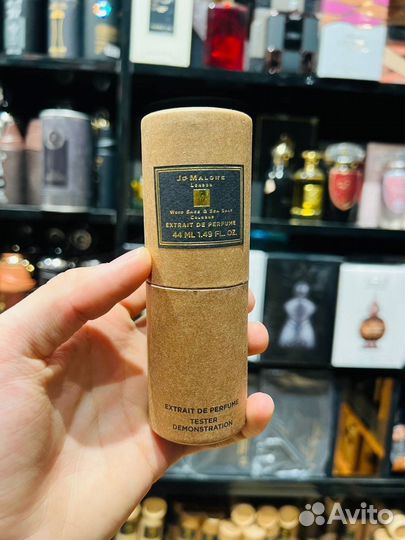 Jo Malone
London
Wood Sage & Sea Salt
Cologne
EXTRAIT DE PERFUME
44 ML 1.49 FL. OZ.
EXTRAIT DE PERFUME
TESTER
DEMONSTRATION
Avito